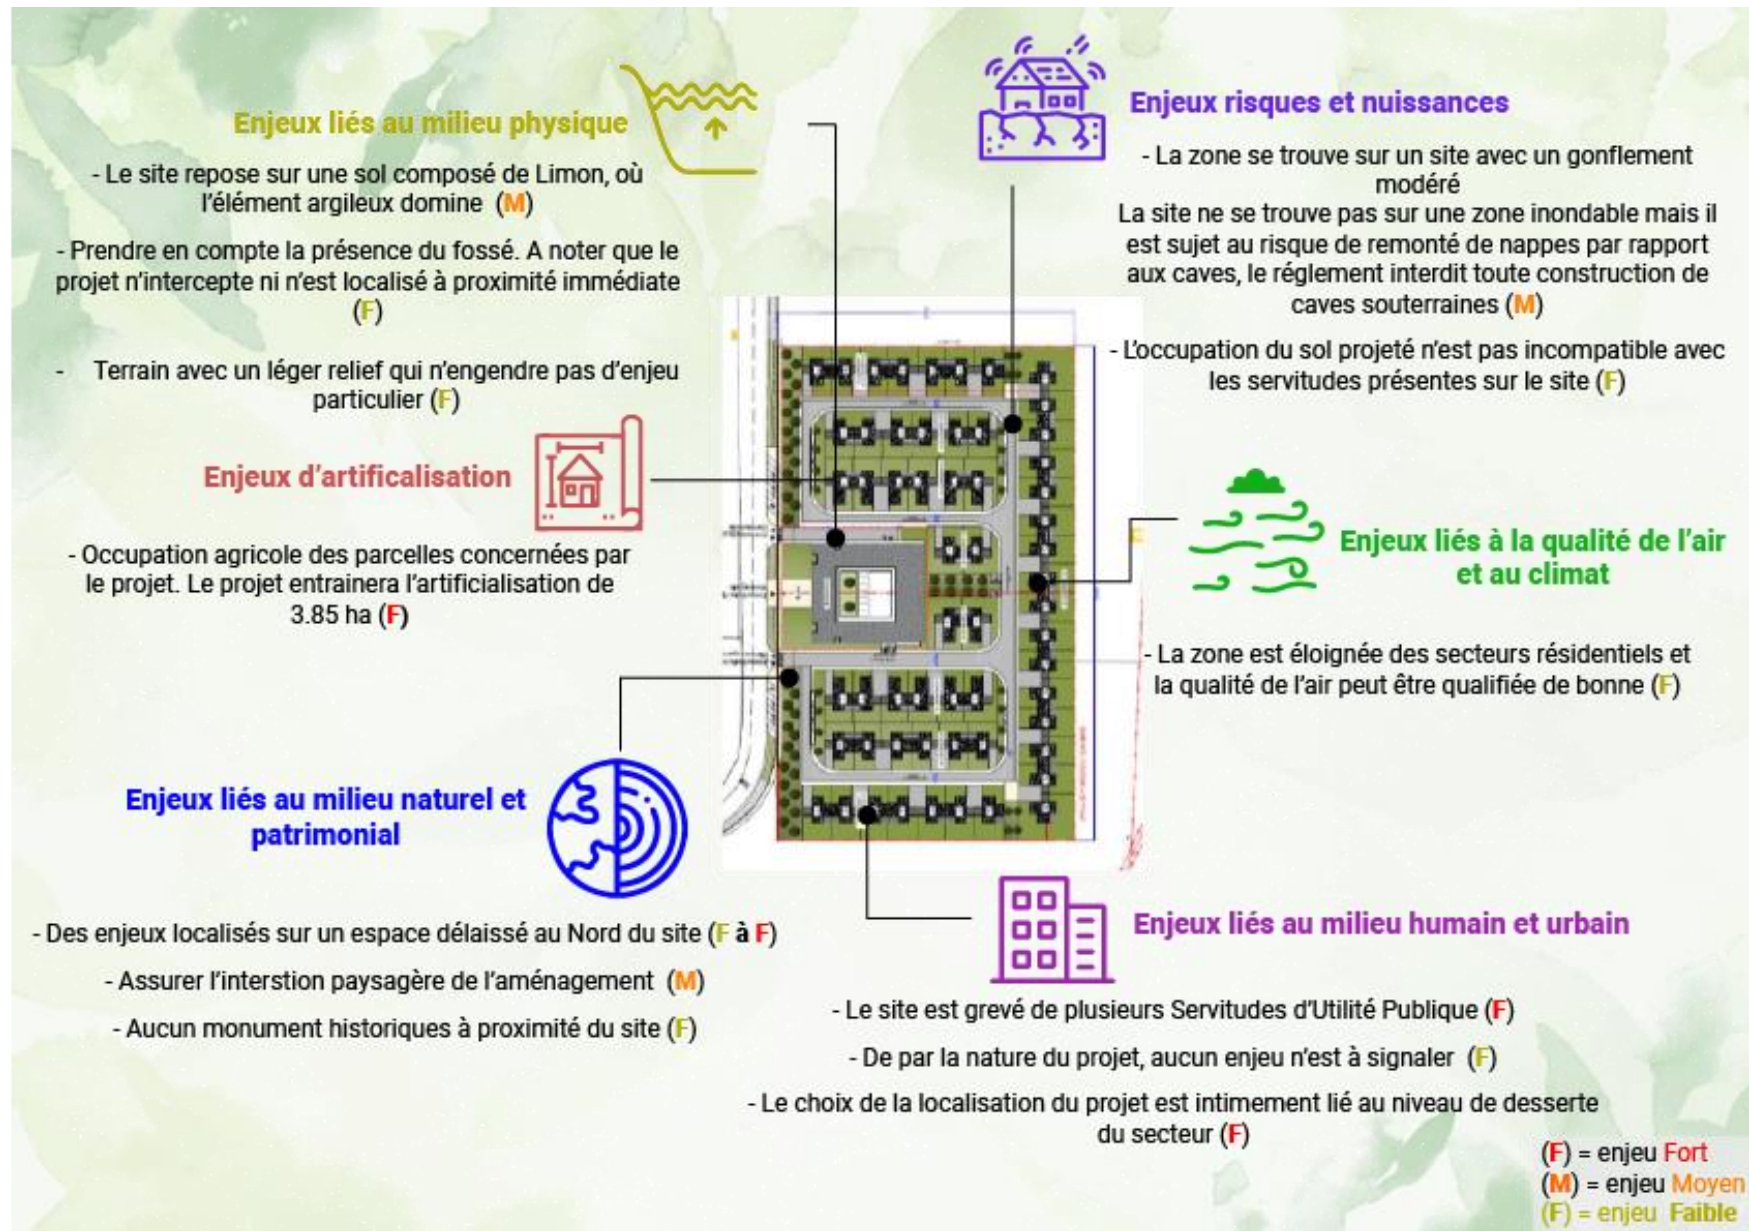 Enjeux liés au milieu physique
- Le site repose sur une sol composé de Limon, où
l'élément argileux domine (M)
- Prendre en compte la présence du fossé. A noter que le
projet n'intercepte ni n'est localisé à proximité immédiate
(F)
- Terrain avec un léger relief qui n'engendre pas d'enjeu
particulier (F)
Enjeux d'artificalisation
- Occupation agricole des parcelles concernées par
le projet. Le projet entrainera l'artificialisation de
3.85 ha (F)
Enjeux liés au milieu naturel et
patrimonial
- Des enjeux localisés sur un espace délaissé au Nord du site (F à F)
- Assurer l'interstion paysagère de l'aménagement (M)
- Aucun monument historiques à proximité du site (F)
Enjeux risques et nuissances
- La zone se trouve sur un site avec un gonflement
modéré
La site ne se trouve pas sur une zone inondable mais il
est sujet au risque de remonté de nappes par rapport
aux caves, le réglement interdit toute construction de
caves souterraines (M)
- L'occupation du sol projeté n'est pas incompatible avec
les servitudes présentes sur le site (F)
Enjeux liés à la qualité de l'air
et au climat
- La zone est éloignée des secteurs résidentiels et
la qualité de l'air peut être qualifiée de bonne (F)
Enjeux liés au milieu humain et urbain
- Le site est grevé de plusieurs Servitudes d'Utilité Publique (F)
- De par la nature du projet, aucun enjeu n'est à signaler (F)
- Le choix de la localisation du projet est intimement lié au niveau de desserte
du secteur (F)
(F) = enjeu Fort
(M) = enjeu Moyen
(F) = enjeu Faible